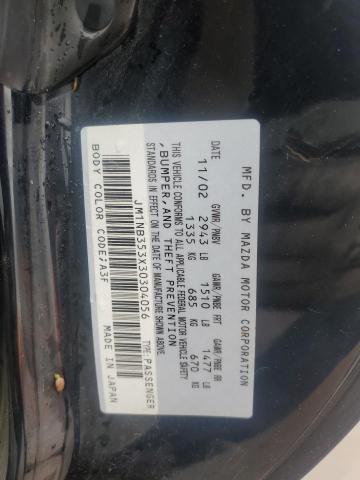 MFD. BY MAZDA MOTOR CORPORATION
DATE GVWR/PNBV GAWR/PNBE FRT GAWR/PNBE RR
11/02 2943 LB 1510 LB 1477 LB
1335 KG 685 KG 670 KG
THIS VEHICLE CONFORMS TO ALL APPLICABLE FEDERAL MOTOR VEHICLE SAFETY
, BUMPER, AND THEFT PREVENTION
STANDARDS IN EFFECT ON THE DATE OF MANUFACTURE SHOWN ABOVE.
JM1NB353X30304056 TYPE: PASSENGER
BODY COLOR CODE; A3F MADE IN JAPAN